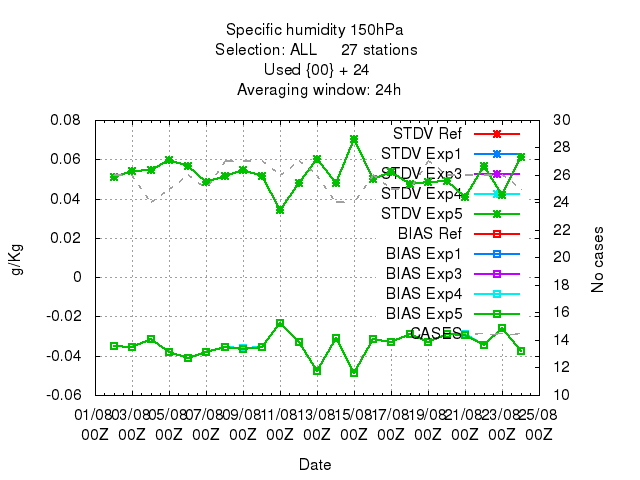 Specific humidity 150hPa
Selection: ALL 27 stations
Used {00} + 24
Averaging window: 24h
0.08
0.06
0.04
0.02
0
-0.02
-0.04
-0.06
g/Kg
30
28
26
24
22
20
18
16
14
12
10
No cases
STDV Ref
STDV Exp1
STDV Exp3
STDV Exp4
STDV Exp5
BIAS Ref
BIAS Exp1
BIAS Exp3
BIAS Exp4
BIAS Exp5
CASES
01/08 03/08 05/08 07/08 09/08 11/08 13/08 15/08 17/08 19/08 21/08 23/08 25/08
00Z 00Z 00Z 00Z 00Z 00Z 00Z 00Z 00Z 00Z 00Z 00Z 00Z
Date